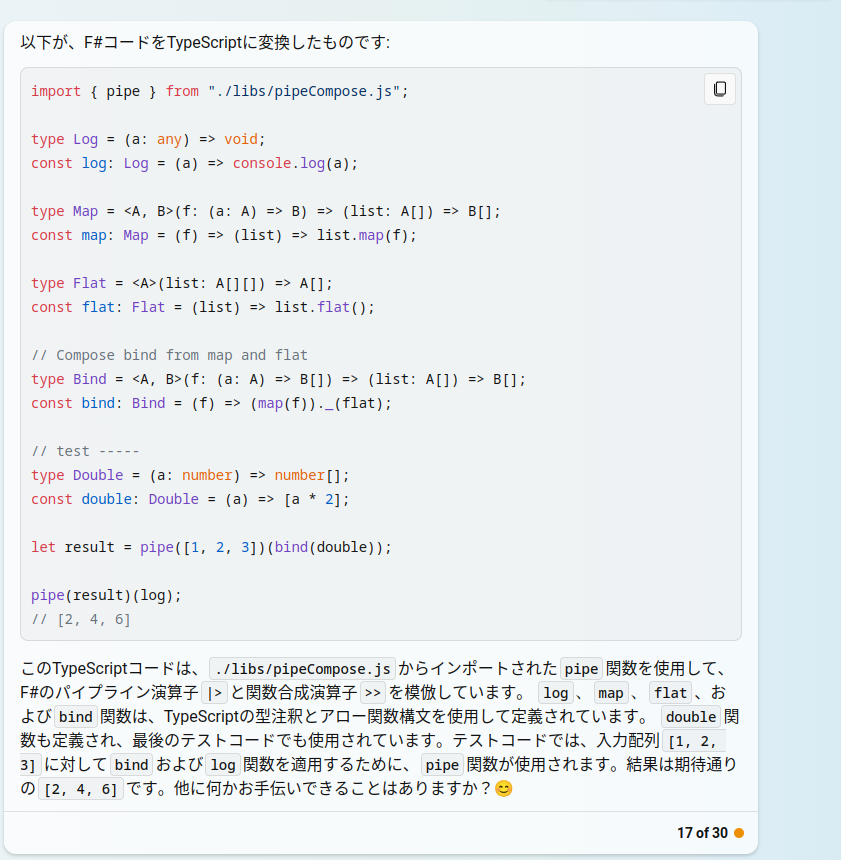 以下が、F#コードをTypeScriptに変換したものです:
import { pipe } from "./libs/pipeCompose.js";
type Log = (a: any) => void;
const log: Log = (a) => console.log(a);
type Map = <A, B>(f: (a: A) => B) => (list: A[]) => B[];
const map: Map = (f) => (list) => list.map(f);
type Flat = <A>(list: A[][]) => A[];
const flat: Flat = (list) => list.flat();
// Compose bind from map and flat
type Bind = <A, B>(f: (a: A) => B[]) => (list: A[]) => B[];
const bind: Bind = (f) => (map(f))._(flat);
// test -----
type Double = (a: number) => number[];
const double: Double = (a) => [a * 2];
let result = pipe([1, 2, 3])(bind(double));
pipe(result)(log);
// [2, 4, 6]
このTypeScriptコードは、 ./libs/pipeCompose.js からインポートされた pipe 関数を使用して、
F#のパイプライン演算子 |> と関数合成演算子 >> を模倣しています。 log 、 map 、 flat 、お
よび bind 関数は、TypeScriptの型注釈とアロー関数構文を使用して定義されています。 double 関
数も定義され、最後のテストコードでも使用されています。テストコードでは、入力配列 [1, 2,
3] に対して bind および log 関数を適用するために、 pipe 関数が使用されます。結果は期待通り
の [2, 4, 6] です。他に何かお手伝いできることはありますか？😊
17 of 30